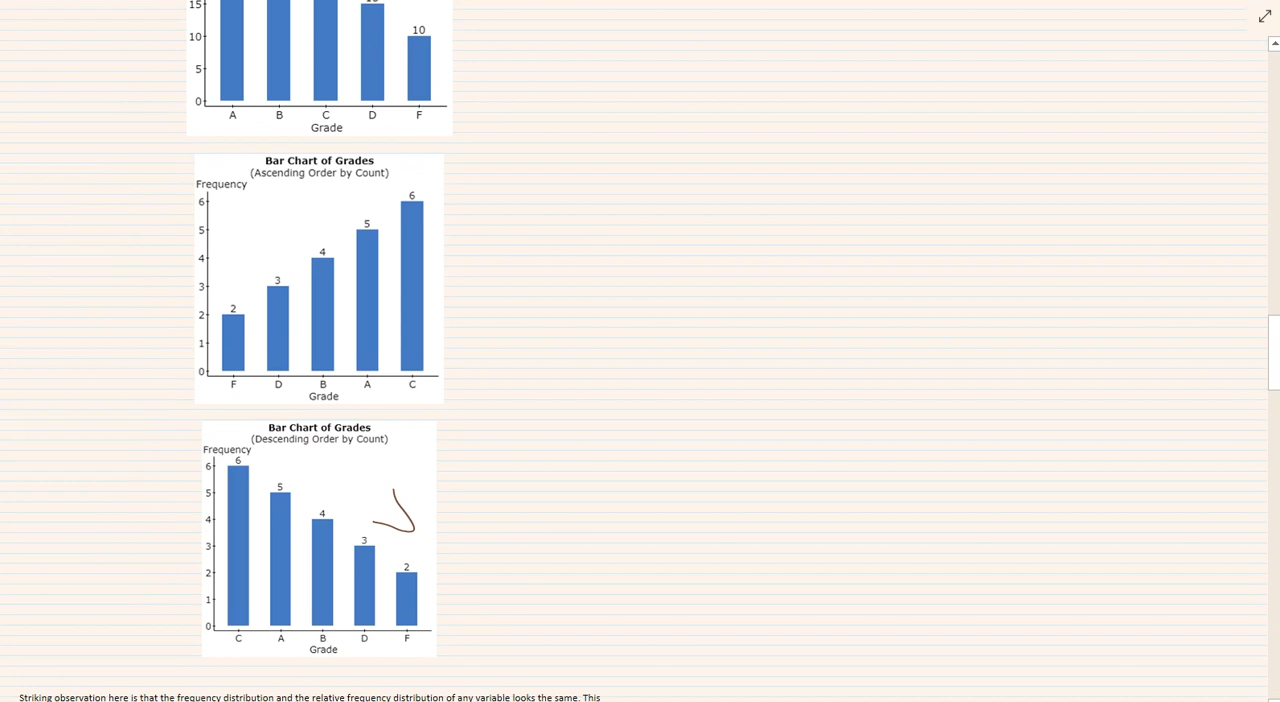 15
10
10
5
0
A B C D F
Grade
Bar Chart of Grades
(Ascending Order by Count)
Frequency
6
6
5
5
4
4
3
3
2
2
1
0
F D B A C
Grade
Bar Chart of Grades
(Descending Order by Count)
Frequency
6
6
5
5
4
4
3
3
2
2
1
0
C A B D F
Grade
Striking observation here is that the frequency distribution and the relative frequency distribution of any variable looks the same. This